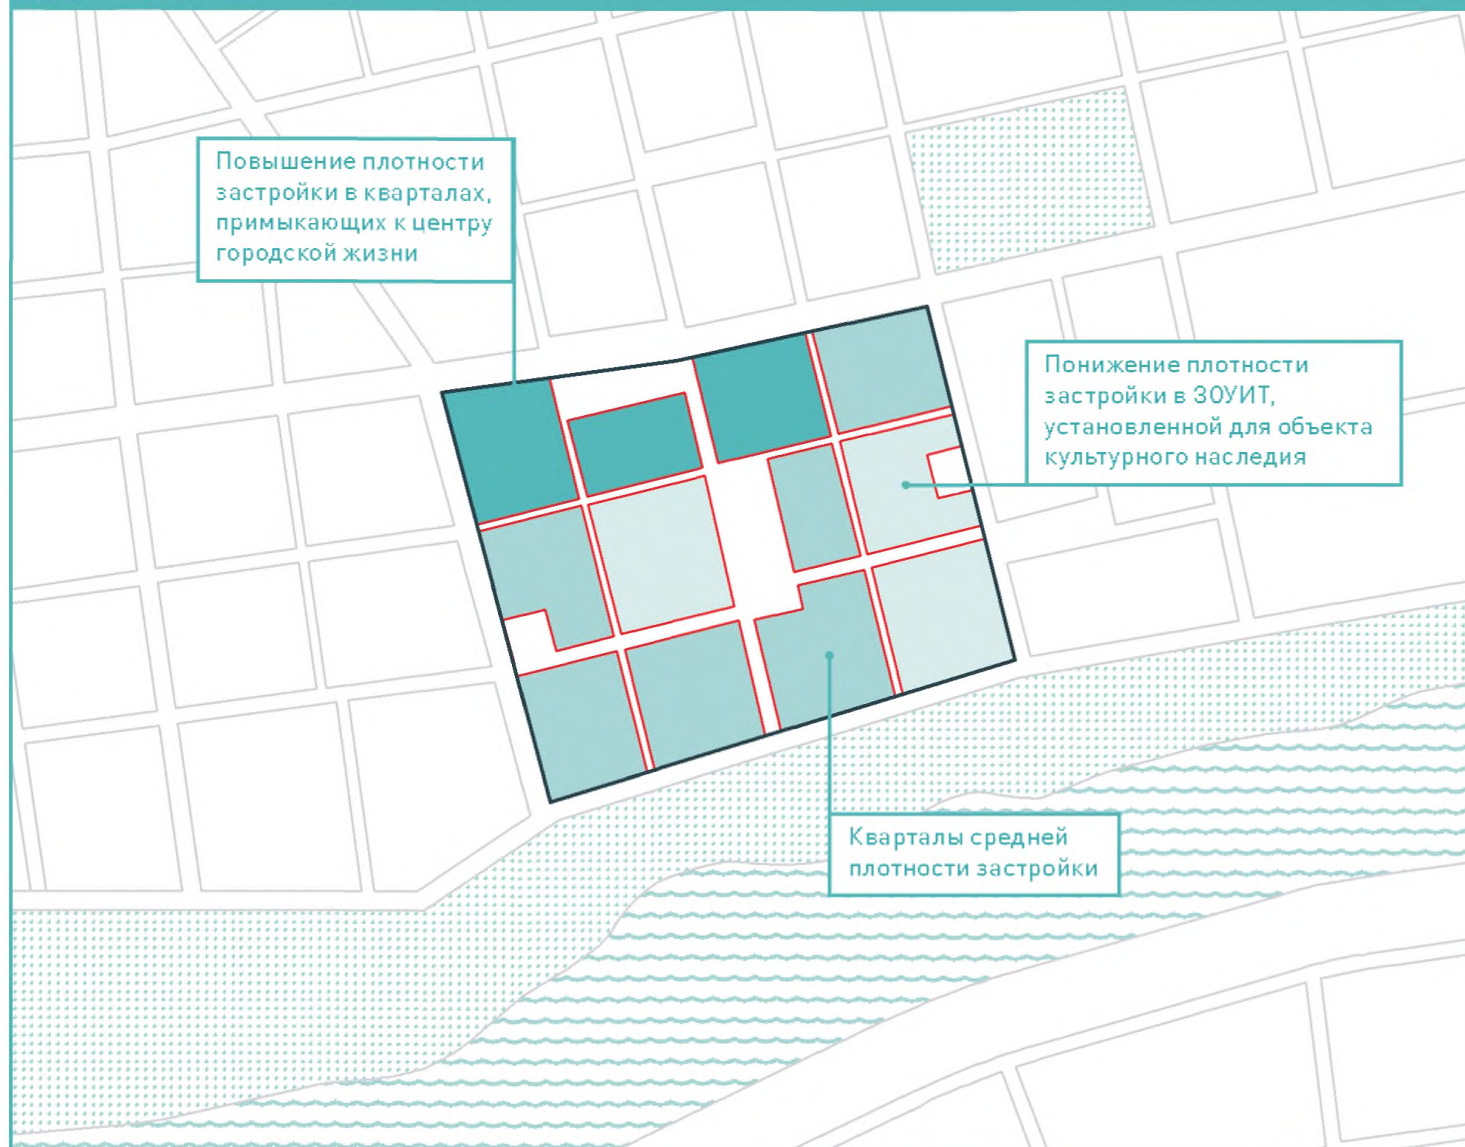 Повышение плотности
застройки в кварталах,
примыкающих к центру
городской жизни
Понижение плотности
застройки в ЗОУИТ,
установленной для объекта
культурного наследия
Кварталы средней
плотности застройки